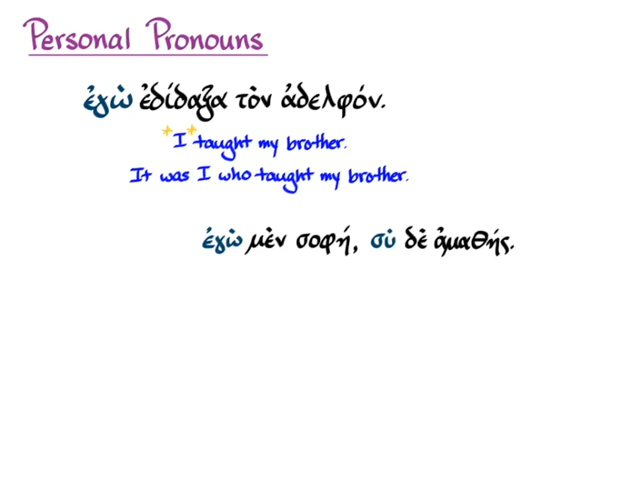 Personal Pronouns
ἐγὼ ἐδίδαξα τὸν ἀδελφόν.
*I* taught my brother.
It was I who taught my brother.
ἐγὼ μὲν σοφή, σὺ δὲ ἀμαθής.